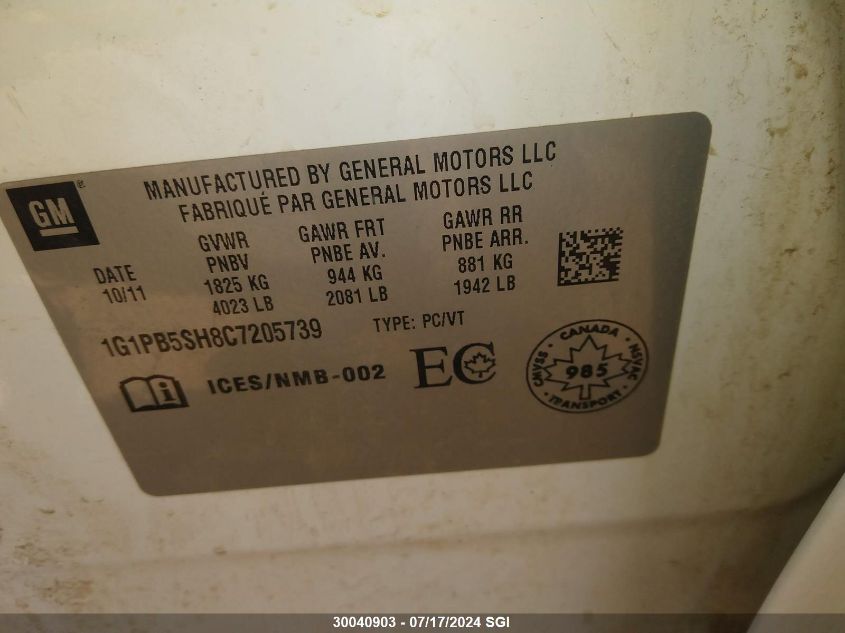 GM
MANUFACTURED BY GENERAL MOTORS LLC
FABRIQUÉ PAR GENERAL MOTORS LLC
DATE
10/11
GVWR
PNBV
1825 KG
4023 LB
GAWR FRT
PNBE AV.
944 KG
2081 LB
GAWR RR
PNBE ARR.
881 KG
1942 LB
1G1PB5SH8C7205739
TYPE: PC/VT
ICES/NMB-002
EC
CANADA
CMVSS
985
NSVAC
TRANSPORT
30040903 - 07/17/2024 SGI